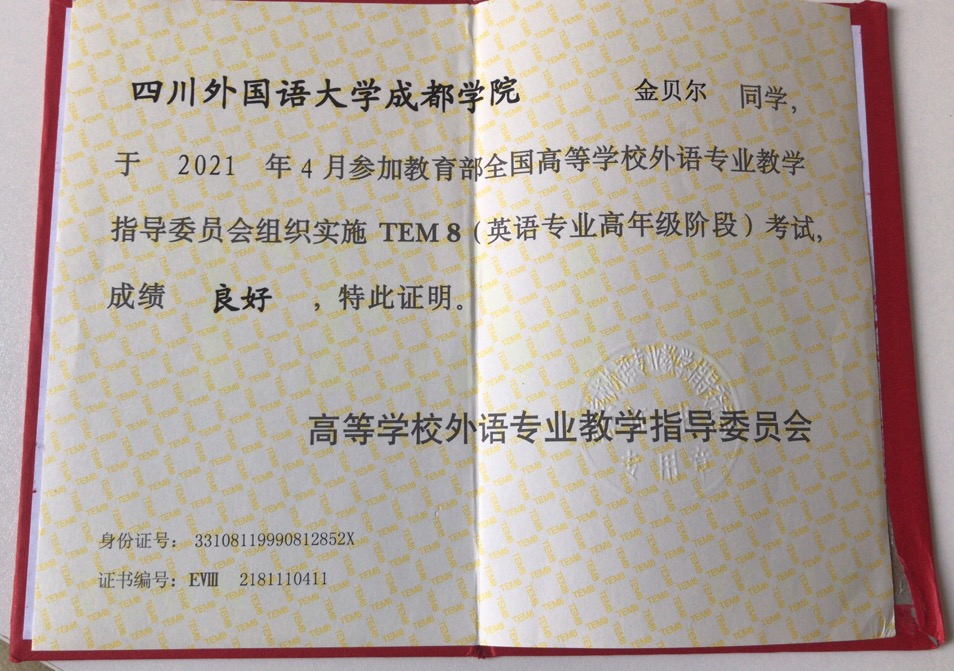 四川外国语大学成都学院 金贝尔 同学，
于 2021 年 4 月参加教育部全国高等学校外语专业教学
指导委员会组织实施 TEM 8（英语专业高年级阶段）考试，
成绩 良好 ，特此证明。
高等学校外语专业教学指导委员会
专用章
身份证号： 33108119990812852X
证书编号：EⅧ 2181110411